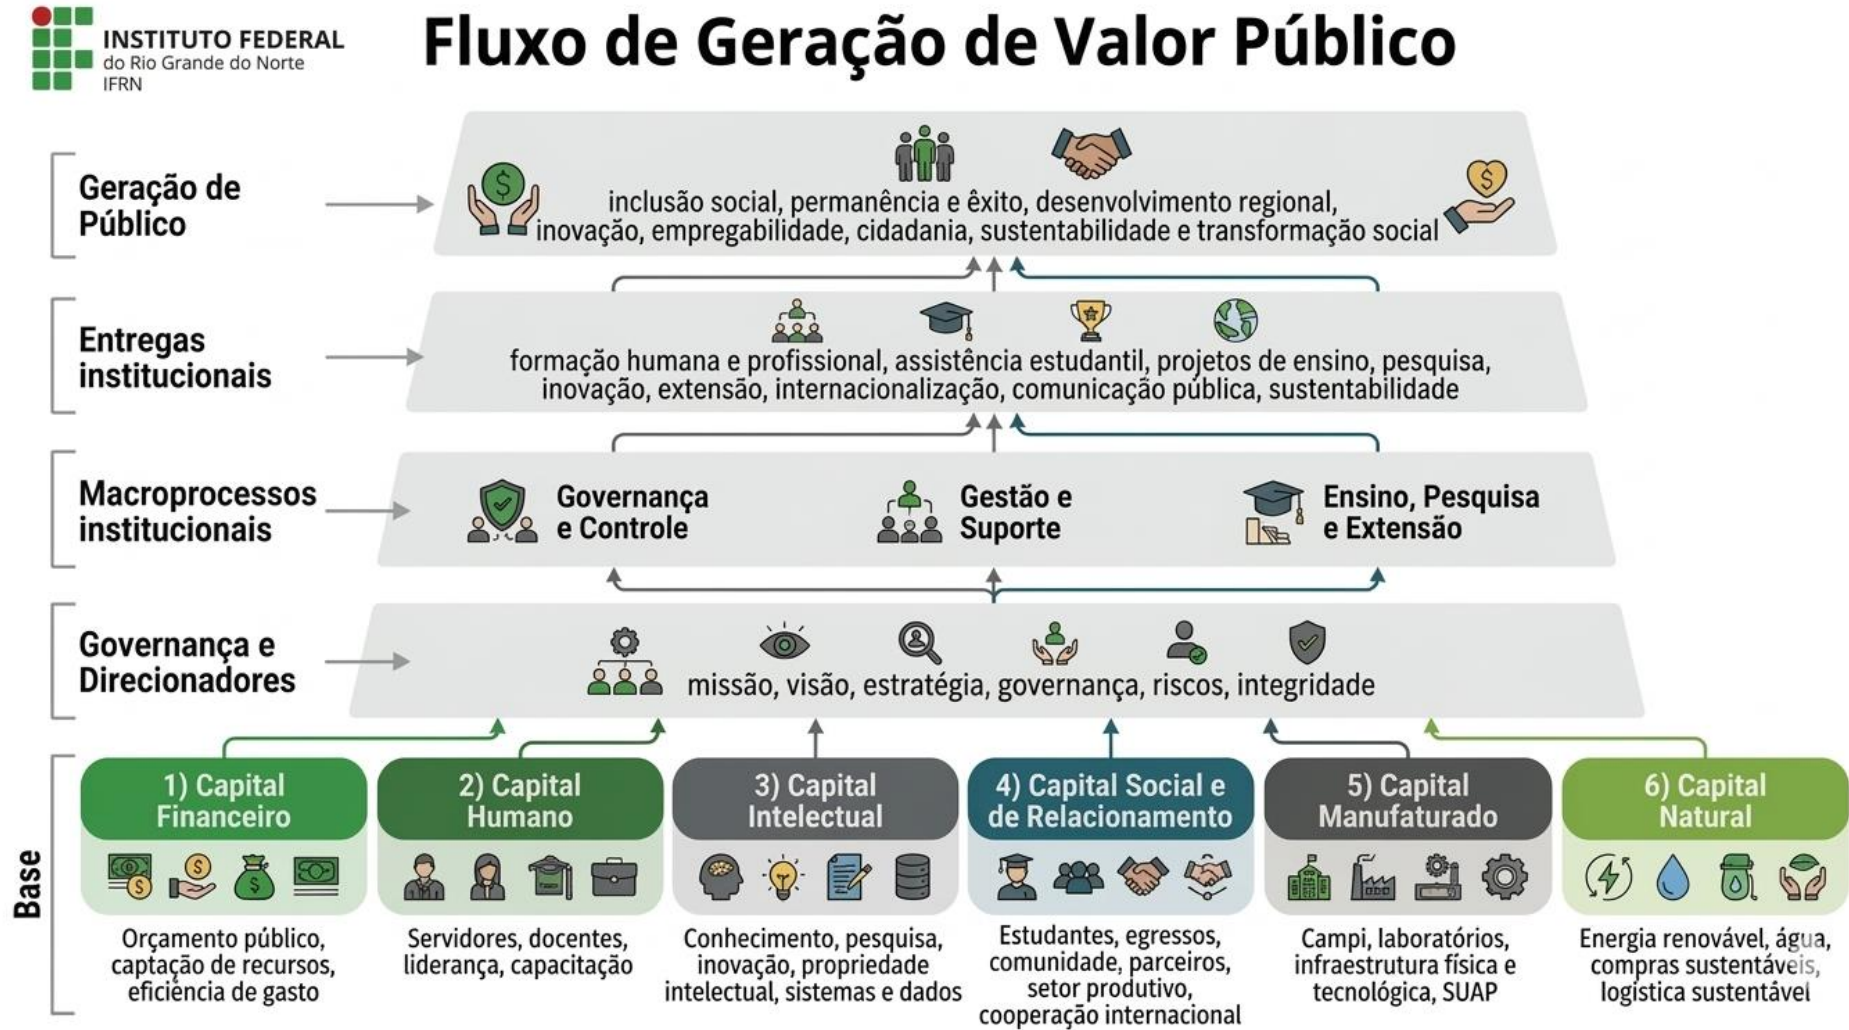 INSTITUTO FEDERAL
do Rio Grande do Norte
IFRN
Fluxo de Geração de Valor Público
Geração de
Público
inclusão social, permanência e êxito, desenvolvimento regional,
inovação, empregabilidade, cidadania, sustentabilidade e transformação social
Entregas
institucionais
formação humana e profissional, assistência estudantil, projetos de ensino, pesquisa,
inovação, extensão, internacionalização, comunicação pública, sustentabilidade
Macroprocessos
institucionais
Governança
e Controle
Gestão e
Suporte
Ensino, Pesquisa
e Extensão
Governança e
Direcionadores
missão, visão, estratégia, governança, riscos, integridade
Base
1) Capital
Financeiro
Orçamento público,
captação de recursos,
eficiência de gasto
2) Capital
Humano
Servidores, docentes,
liderança, capacitação
3) Capital
Intelectual
Conhecimento, pesquisa,
inovação, propriedade
intelectual, sistemas e dados
4) Capital Social e
de Relacionamento
Estudantes, egressos,
comunidade, parceiros,
setor produtivo,
cooperação internacional
5) Capital
Manufaturado
Campi, laboratórios,
infraestrutura física e
tecnológica, SUAP
6) Capital
Natural
Energia renovável, água,
compras sustentáveis,
logística sustentável